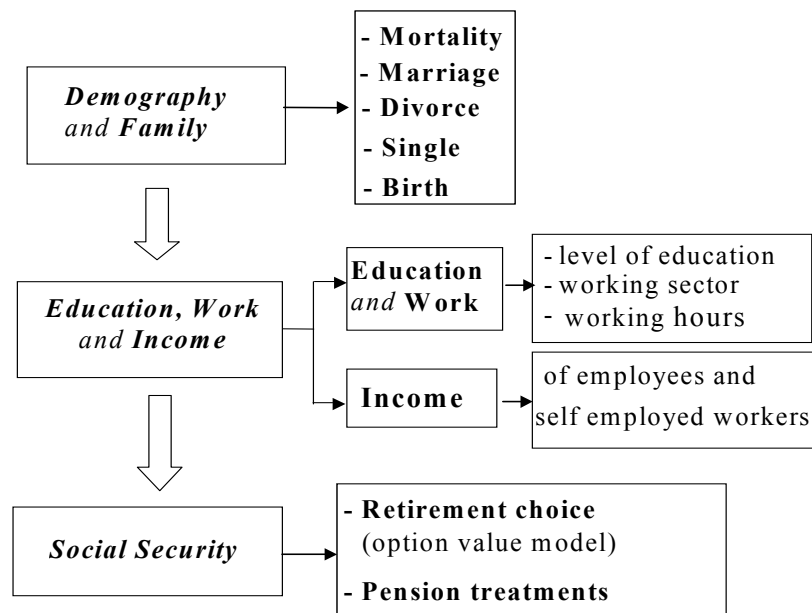 Demography
and Family
- Mortality
- Marriage
- Divorce
- Single
- Birth
Education, Work
and Income
Education
and Work
- level of education
- working sector
- working hours
Income
of employees and
self employed workers
Social Security
- Retirement choice
(option value model)
- Pension treatments